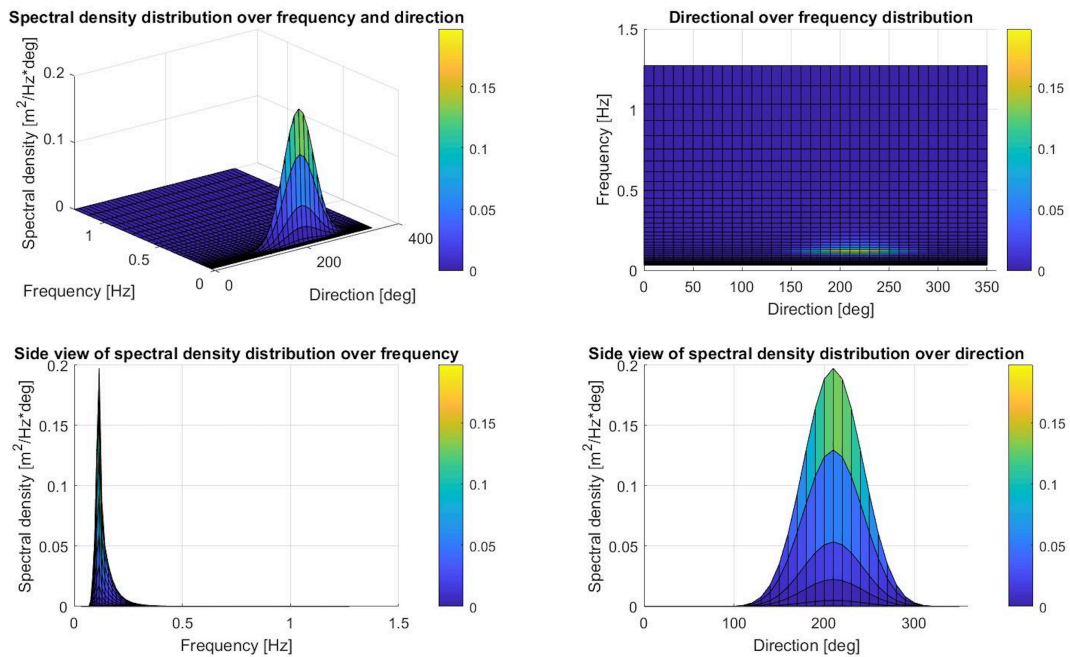 Spectral density distribution over frequency and direction
Spectral density [m²/Hz*deg]
0.2
0.1
0
1
0.5
0
0
200
400
Frequency [Hz]
Direction [deg]
0.15
0.1
0.05
0
Directional over frequency distribution
Frequency [Hz]
1.5
1
0.5
0
0 50 100 150 200 250 300 350
Direction [deg]
0.15
0.1
0.05
0
Side view of spectral density distribution over frequency
Spectral density [m²/Hz*deg]
0.2
0.15
0.1
0.05
0
0 0.5 1 1.5
Frequency [Hz]
0.15
0.1
0.05
0
Side view of spectral density distribution over direction
Spectral density [m²/Hz*deg]
0.2
0.15
0.1
0.05
0
0 100 200 300
Direction [deg]
0.15
0.1
0.05
0